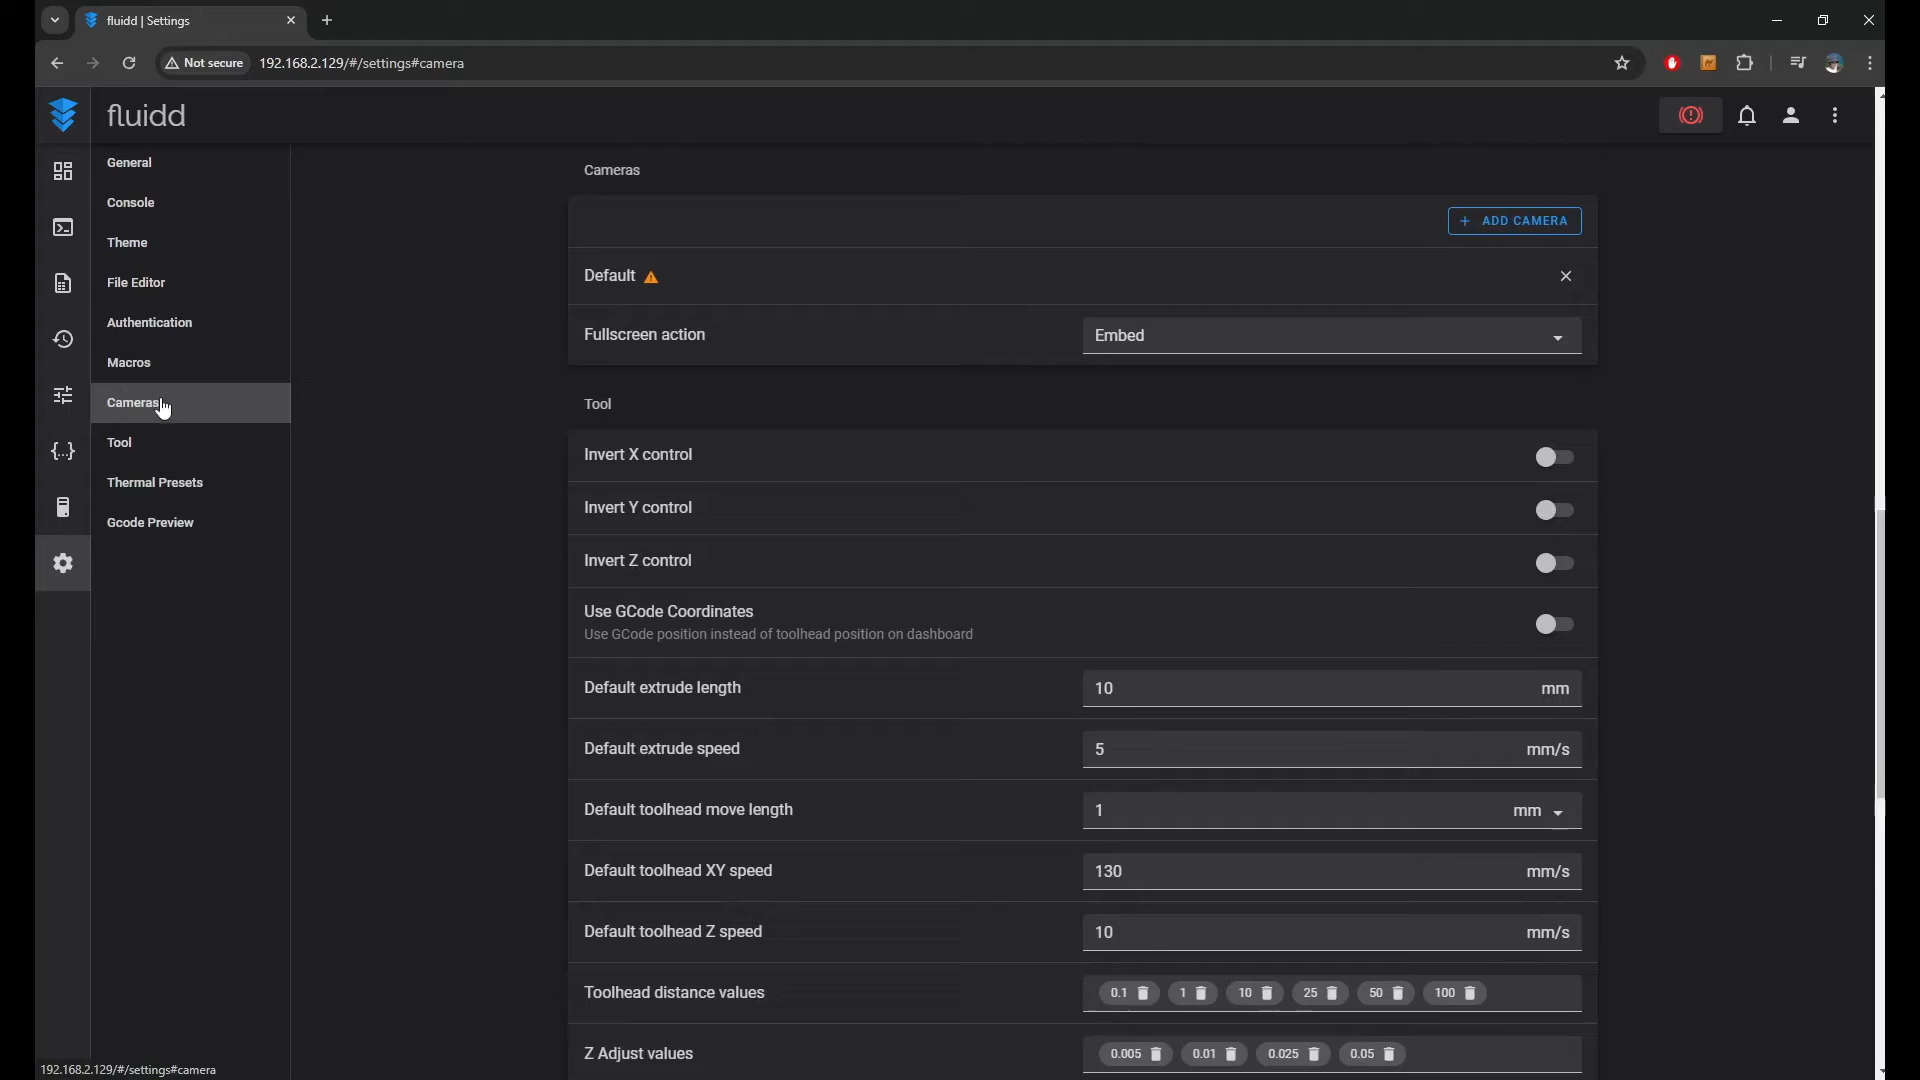 fluidd | Settings
Not secure
192.168.2.129/#/settings#camera
fluidd
General
Console
Theme
File Editor
Authentication
Macros
Cameras
Tool
Thermal Presets
Gcode Preview
Cameras
+ ADD CAMERA
Default
Fullscreen action
Embed
Tool
Invert X control
Invert Y control
Invert Z control
Use GCode Coordinates
Use GCode position instead of toolhead position on dashboard
Default extrude length
10 mm
Default extrude speed
5 mm/s
Default toolhead move length
1 mm
Default toolhead XY speed
130 mm/s
Default toolhead Z speed
10 mm/s
Toolhead distance values
0.1 1 10 25 50 100
Z Adjust values
0.005 0.01 0.025 0.05
192.168.2.129/#/settings#camera